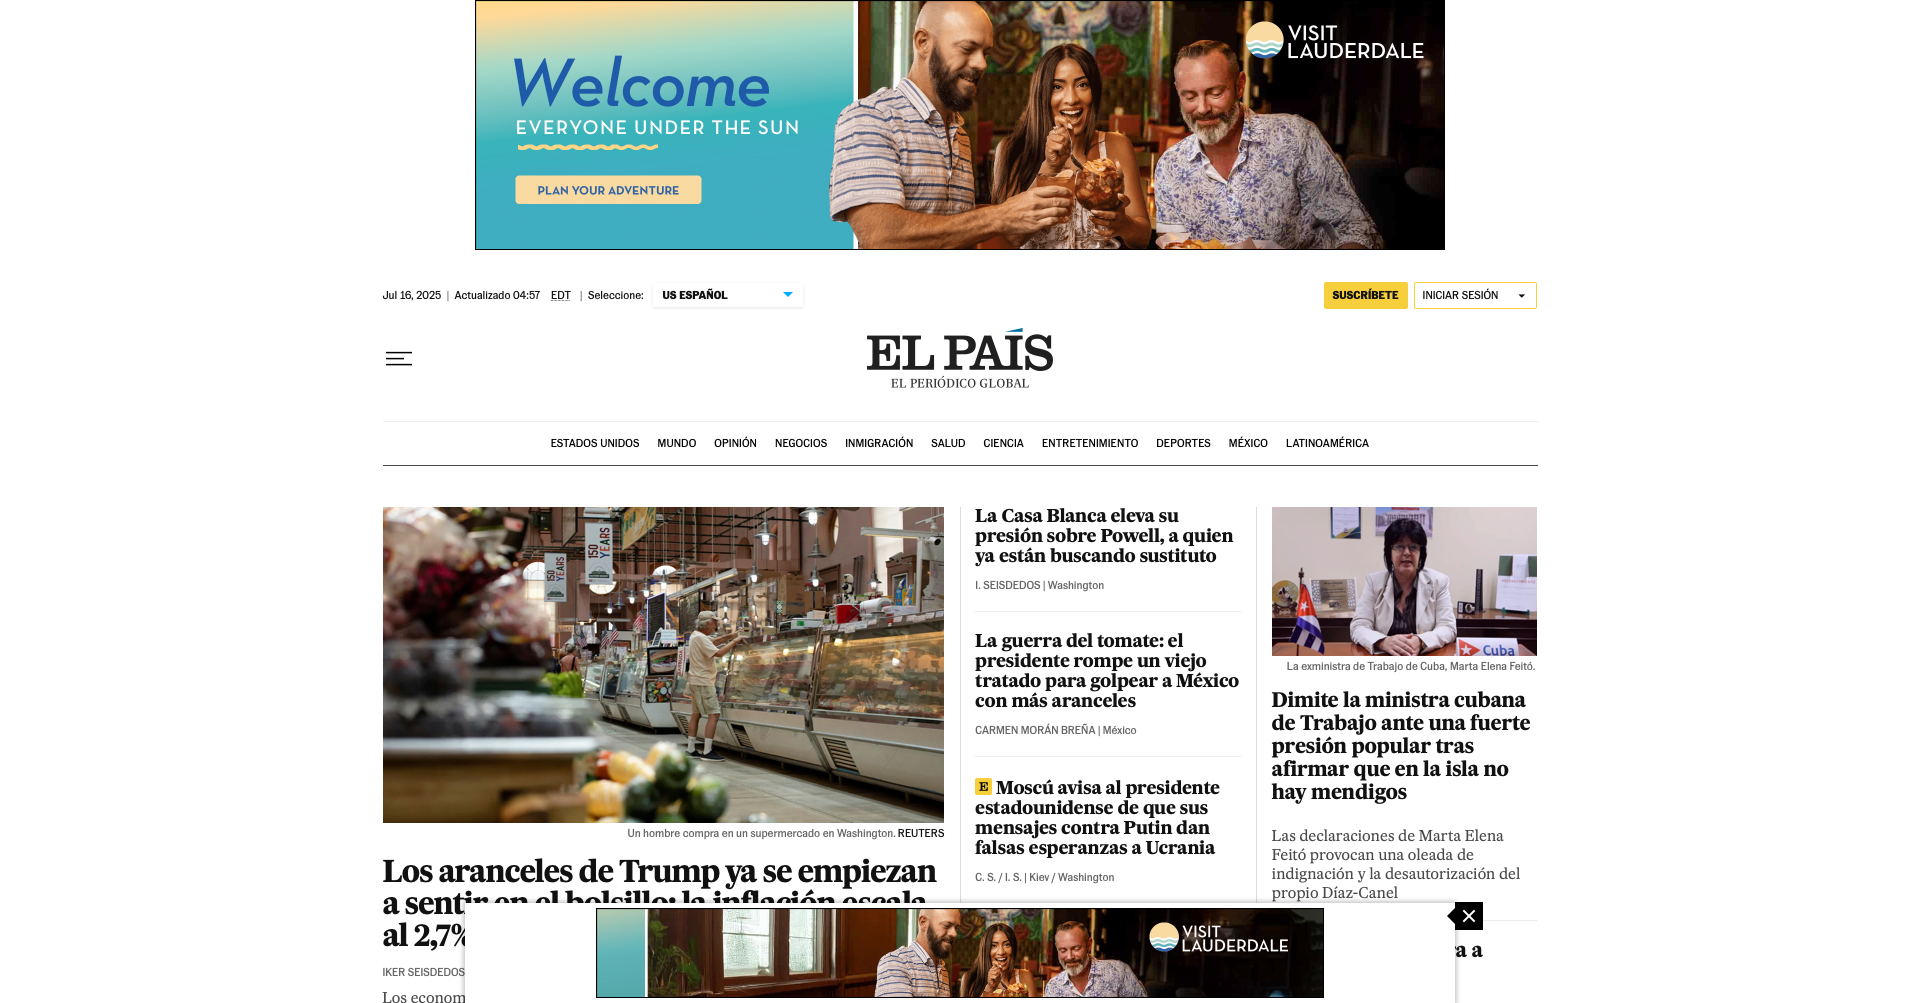 Welcome
EVERYONE UNDER THE SUN
PLAN YOUR ADVENTURE
VISIT
LAUDERDALE
Jul 16, 2025 | Actualizado 04:57 EDT | Seleccione: US ESPAÑOL
SUSCRÍBETE
INICIAR SESIÓN
EL PAÍS
EL PERIÓDICO GLOBAL
ESTADOS UNIDOS MUNDO OPINIÓN NEGOCIOS INMIGRACIÓN SALUD CIENCIA ENTRETENIMIENTO DEPORTES MÉXICO LATINOAMÉRICA
150 YEARS
150 YEARS
Un hombre compra en un supermercado en Washington. REUTERS
Los aranceles de Trump ya se empiezan
a sentir en el bolsillo: la inflación escala
al 2,7%
IKER SEISDEDOS
Los econom
La Casa Blanca eleva su
presión sobre Powell, a quien
ya están buscando sustituto
I. SEISDEDOS | Washington
La guerra del tomate: el
presidente rompe un viejo
tratado para golpear a México
con más aranceles
CARMEN MORÁN BREÑA | México
E Moscú avisa al presidente
estadounidense de que sus
mensajes contra Putin dan
falsas esperanzas a Ucrania
C. S. / I. S. | Kiev / Washington
Cuba
La exministra de Trabajo de Cuba, Marta Elena Feitó.
Dimite la ministra cubana
de Trabajo ante una fuerte
presión popular tras
afirmar que en la isla no
hay mendigos
Las declaraciones de Marta Elena
Feitó provocan una oleada de
indignación y la desautorización del
propio Díaz-Canel
ra a
VISIT
LAUDERDALE